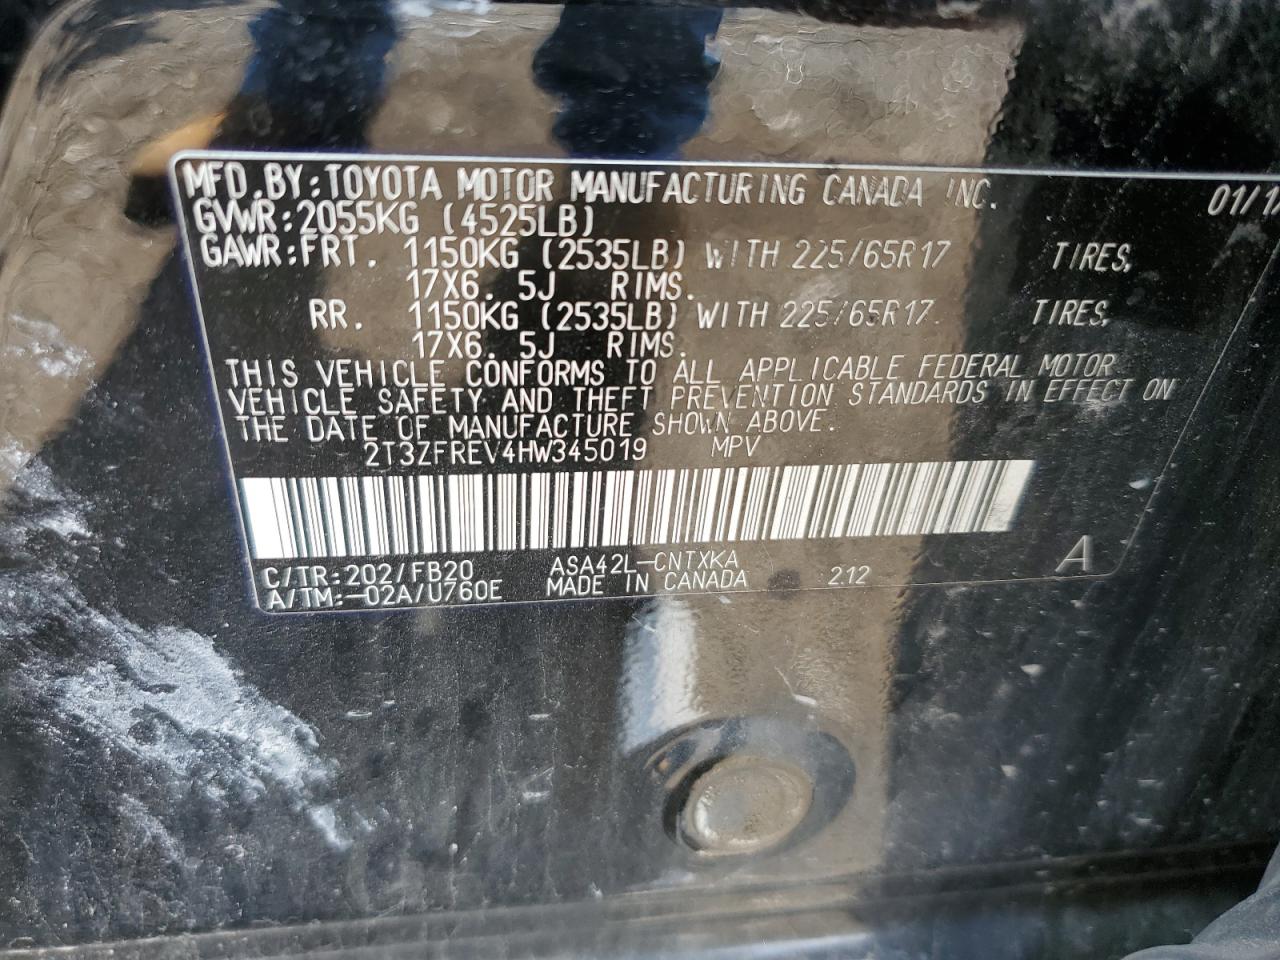 MFD. BY: TOYOTA MOTOR MANUFACTURING CANADA INC.
GVWR: 2055KG (4525LB)
GAWR: FRT. 1150KG (2535LB) WITH 225/65R17 TIRES,
17X6. 5J RIMS.
RR. 1150KG (2535LB) WITH 225/65R17 TIRES,
17X6. 5J RIMS.
THIS VEHICLE CONFORMS TO ALL APPLICABLE FEDERAL MOTOR
VEHICLE SAFETY AND THEFT PREVENTION STANDARDS IN EFFECT ON
THE DATE OF MANUFACTURE SHOWN ABOVE.
2T3ZFREV4HW345019 MPV
C/TR: 202/FB20 ASA42L-CNTXKA
A/TM: -02A/U760E MADE IN CANADA 2.12 A